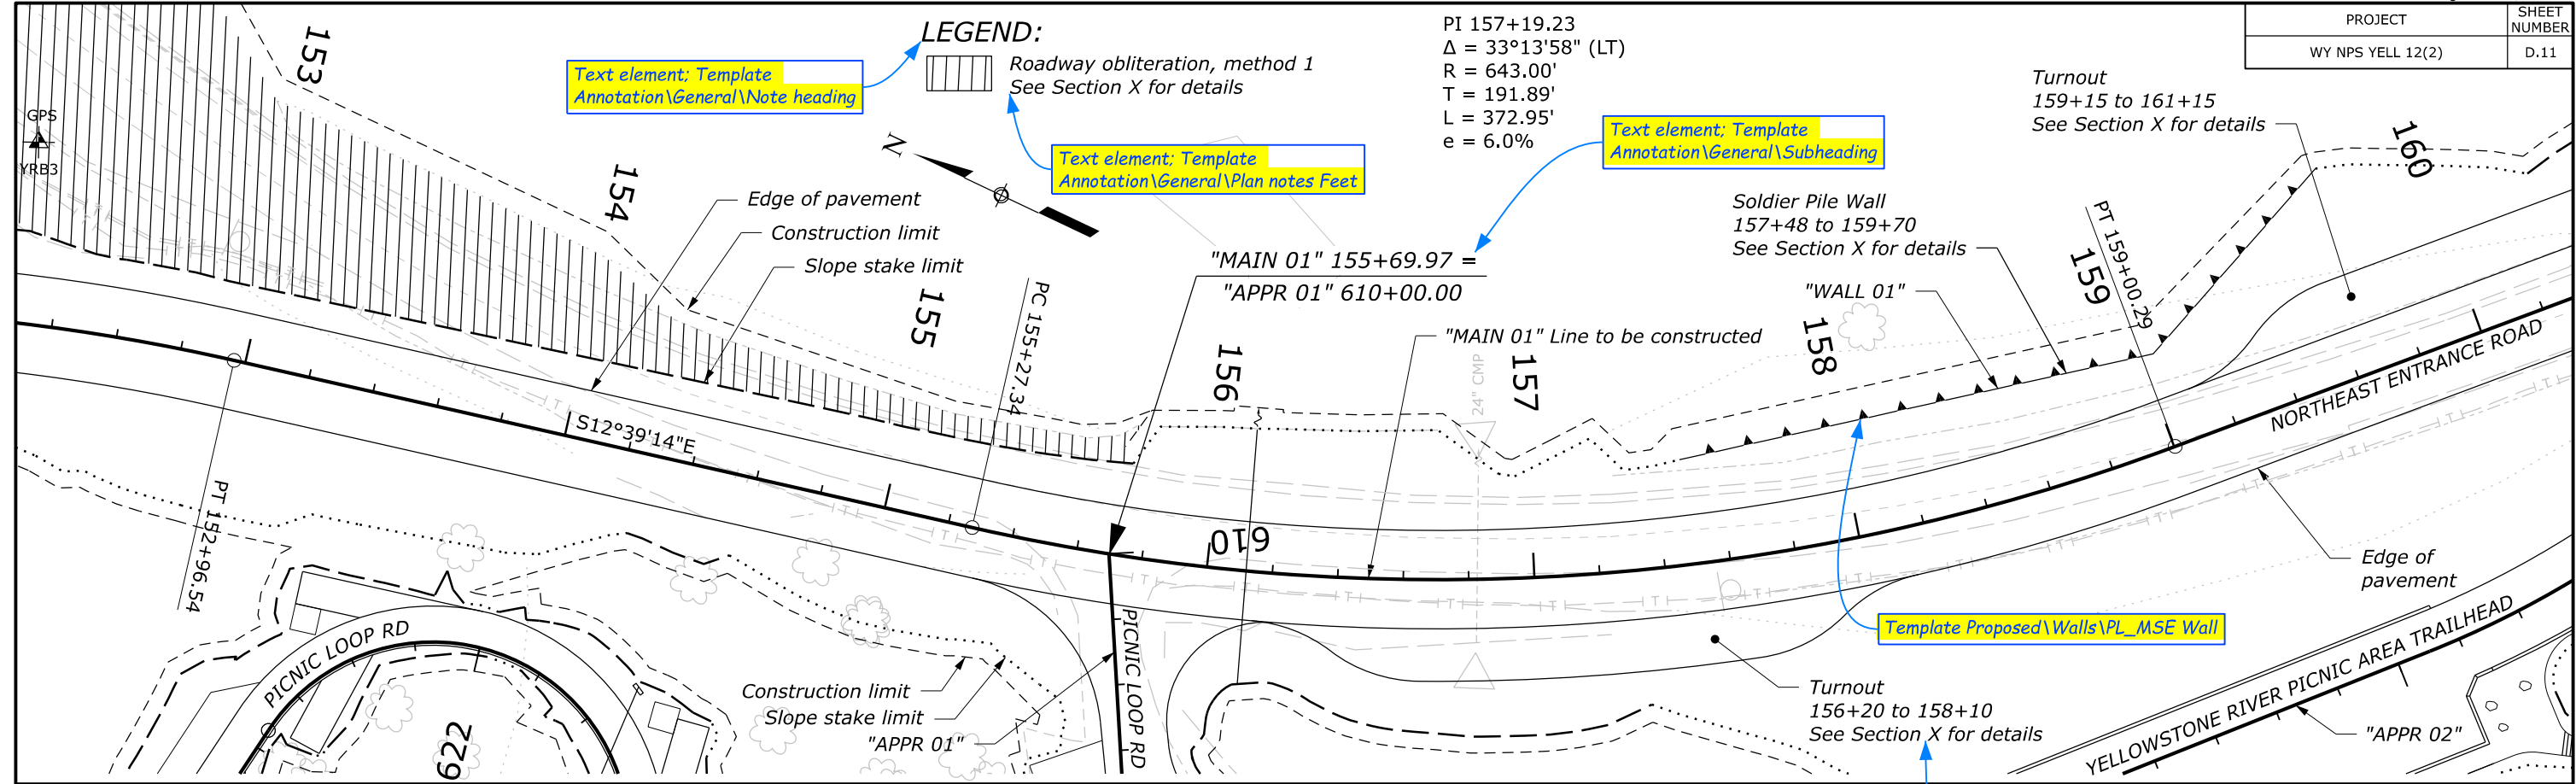 PROJECT
SHEET
NUMBER
WY NPS YELL 12(2)
D.11
LEGEND:
Roadway obliteration, method 1
See Section X for details
Text element; Template
Annotation\General\Note heading
Text element; Template
Annotation\General\Plan notes Feet
PI 157+19.23
Δ = 33°13'58" (LT)
R = 643.00'
T = 191.89'
L = 372.95'
e = 6.0%
Text element; Template
Annotation\General\Subheading
Turnout
159+15 to 161+15
See Section X for details
GPS
YRB3
153
154
155
156
157
158
159
160
N
Edge of pavement
Construction limit
Slope stake limit
"MAIN 01" 155+69.97 =
"APPR 01" 610+00.00
Soldier Pile Wall
157+48 to 159+70
See Section X for details
"WALL 01"
"MAIN 01" Line to be constructed
PC 155+27.34
PT 159+00.29
24" CMP
S12°39'14"E
NORTHEAST ENTRANCE ROAD
PT 152+96.54
610
Edge of
pavement
Template Proposed\Walls\PL_MSE Wall
PICNIC LOOP RD
622
Construction limit
Slope stake limit
"APPR 01"
PICNIC LOOP RD
Turnout
156+20 to 158+10
See Section X for details
YELLOWSTONE RIVER PICNIC AREA TRAILHEAD
"APPR 02"